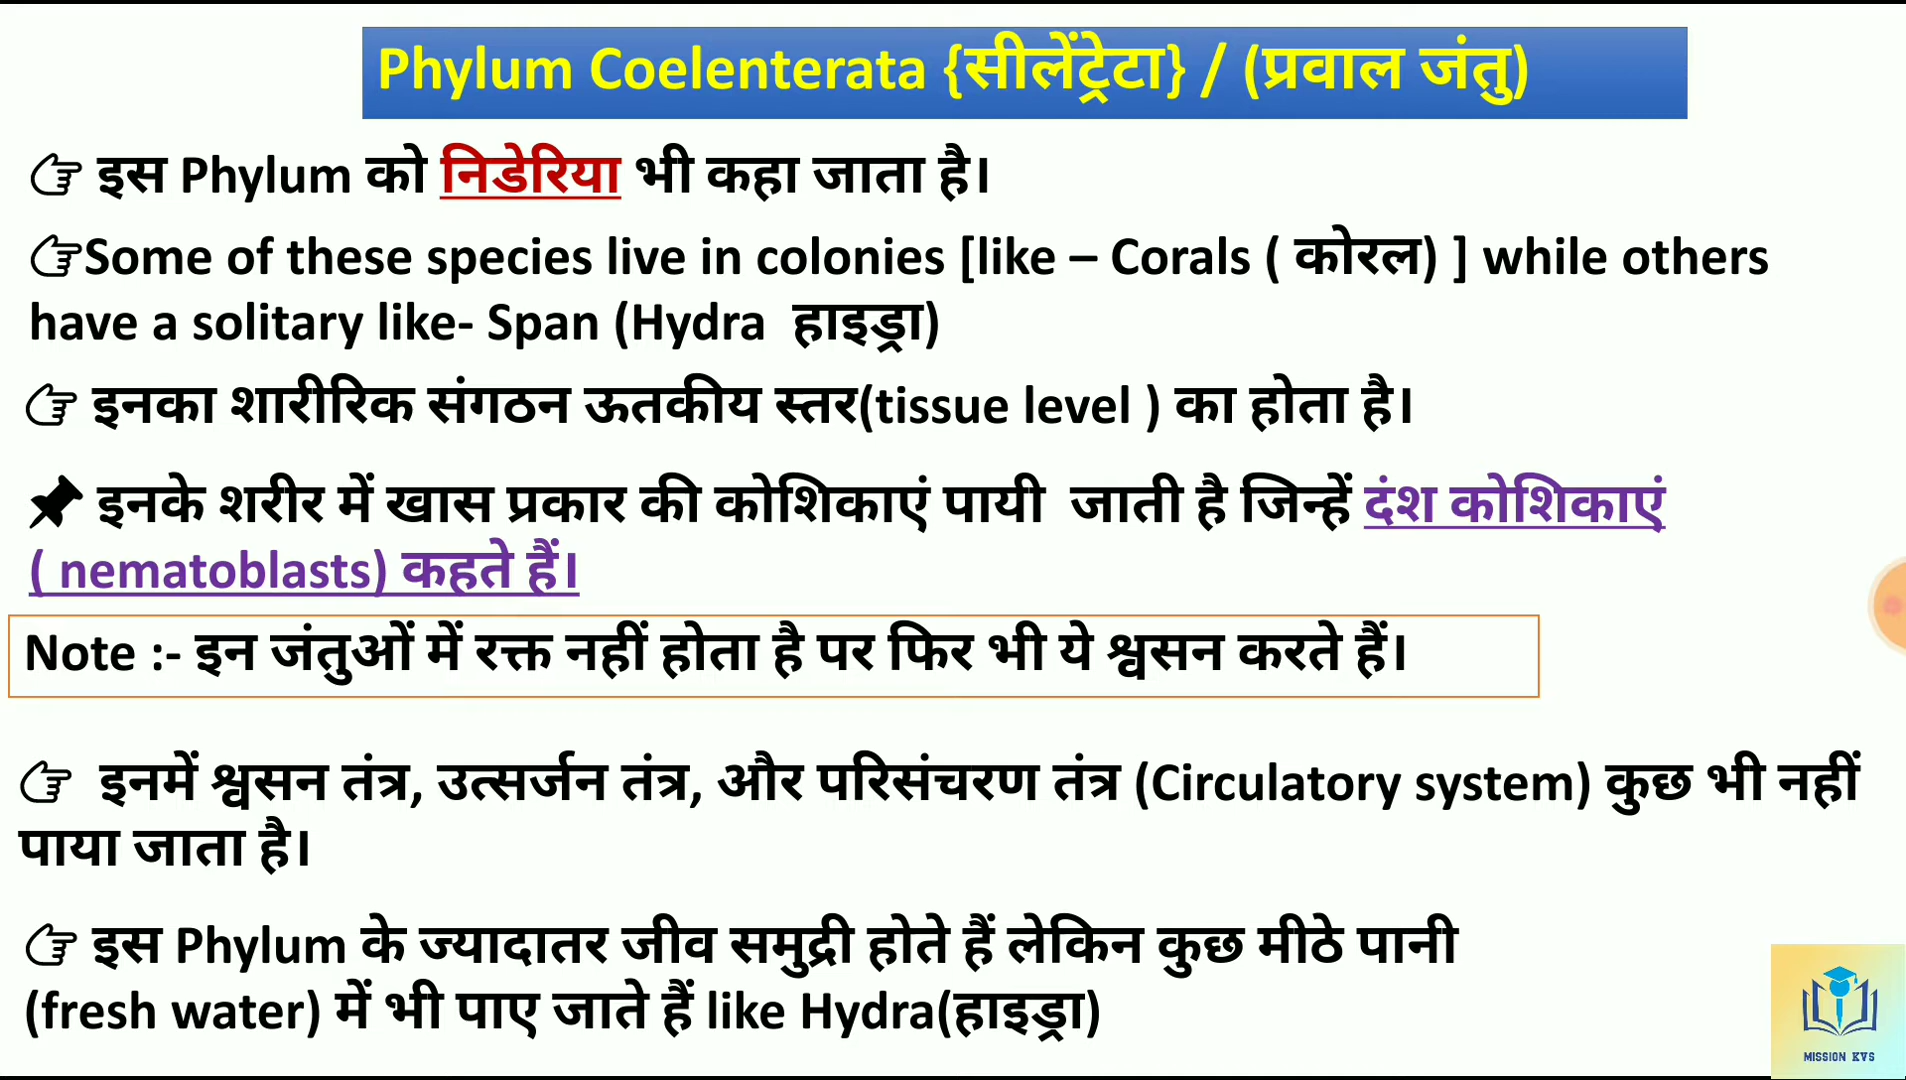 Phylum Coelenterata {सीलेंट्रेटा} / (प्रवाल जंतु)
👉 इस Phylum को निडेरिया भी कहा जाता है।
👉Some of these species live in colonies [like – Corals ( कोरल) ] while others
have a solitary like- Span (Hydra हाइड्रा)
👉 इनका शारीरिक संगठन ऊतकीय स्तर(tissue level ) का होता है।
📌 इनके शरीर में खास प्रकार की कोशिकाएं पायी जाती है जिन्हें दंश कोशिकाएं
( nematoblasts) कहते हैं।
Note :- इन जंतुओं में रक्त नहीं होता है पर फिर भी ये श्वसन करते हैं।
👉 इनमें श्वसन तंत्र, उत्सर्जन तंत्र, और परिसंचरण तंत्र (Circulatory system) कुछ भी नहीं
पाया जाता है।
👉 इस Phylum के ज्यादातर जीव समुद्री होते हैं लेकिन कुछ मीठे पानी
(fresh water) में भी पाए जाते हैं like Hydra(हाइड्रा)
MISSION KVS